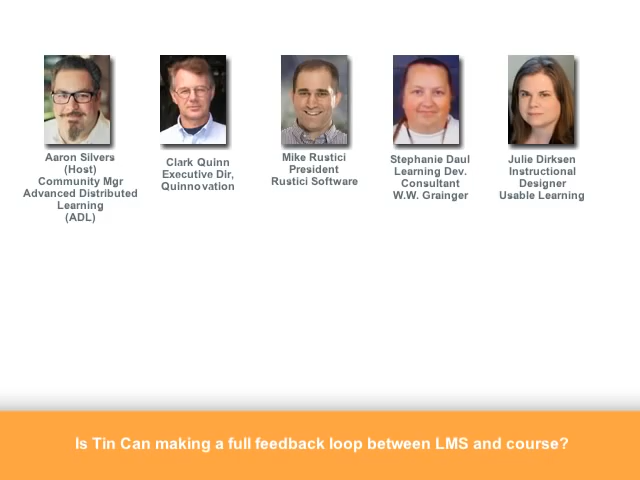 Aaron Silvers
(Host)
Community Mgr
Advanced Distributed
Learning
(ADL)
Clark Quinn
Executive Dir,
Quinnovation
Mike Rustici
President
Rustici Software
Stephanie Daul
Learning Dev.
Consultant
W.W. Grainger
Julie Dirksen
Instructional
Designer
Usable Learning
Is Tin Can making a full feedback loop between LMS and course?